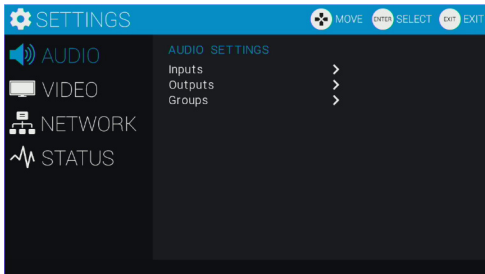 SETTINGS
MOVE ENTER SELECT EXIT EXIT
AUDIO
VIDEO
NETWORK
STATUS
AUDIO SETTINGS
Inputs
Outputs
Groups